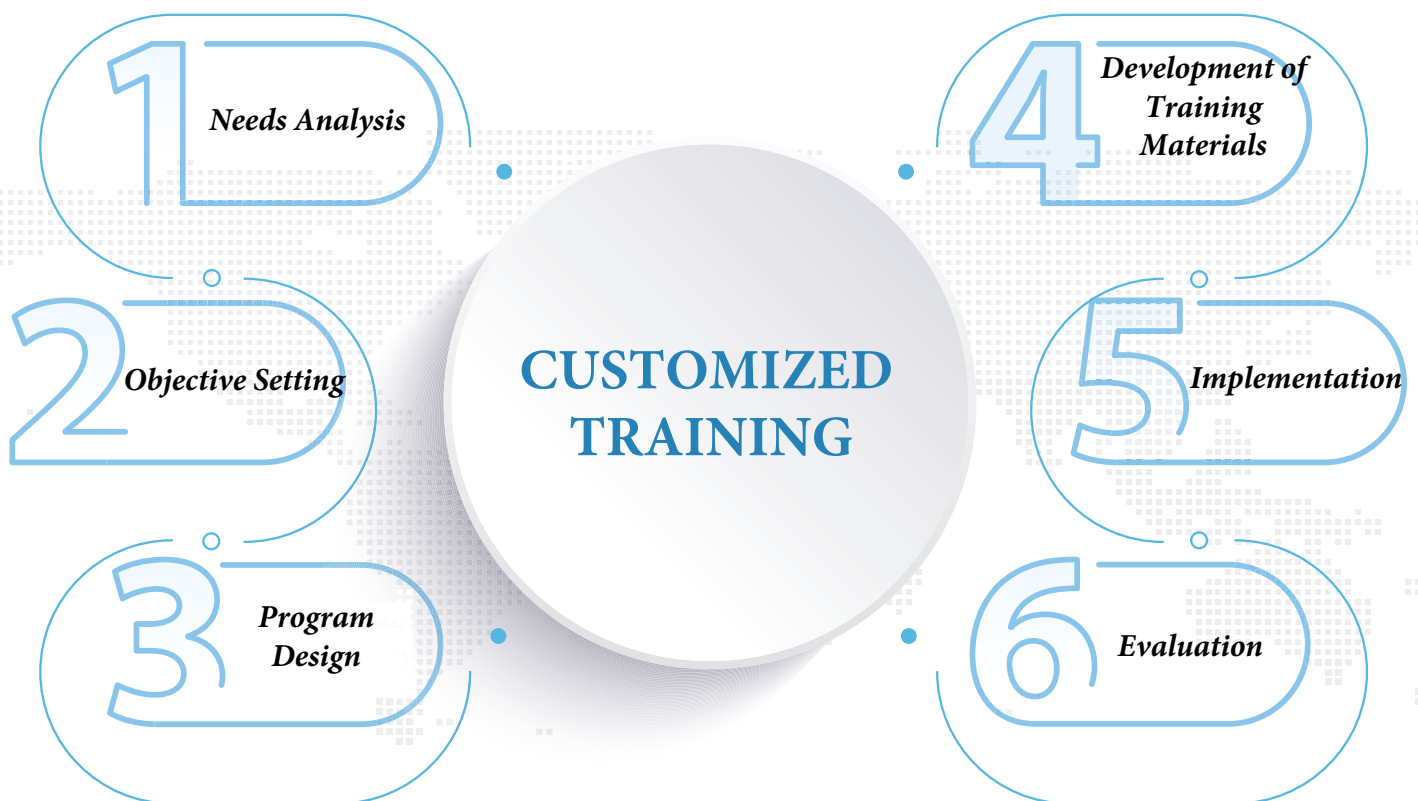 1
Needs Analysis
2
Objective Setting
3
Program
Design
CUSTOMIZED
TRAINING
4
Development of
Training
Materials
5
Implementation
6
Evaluation